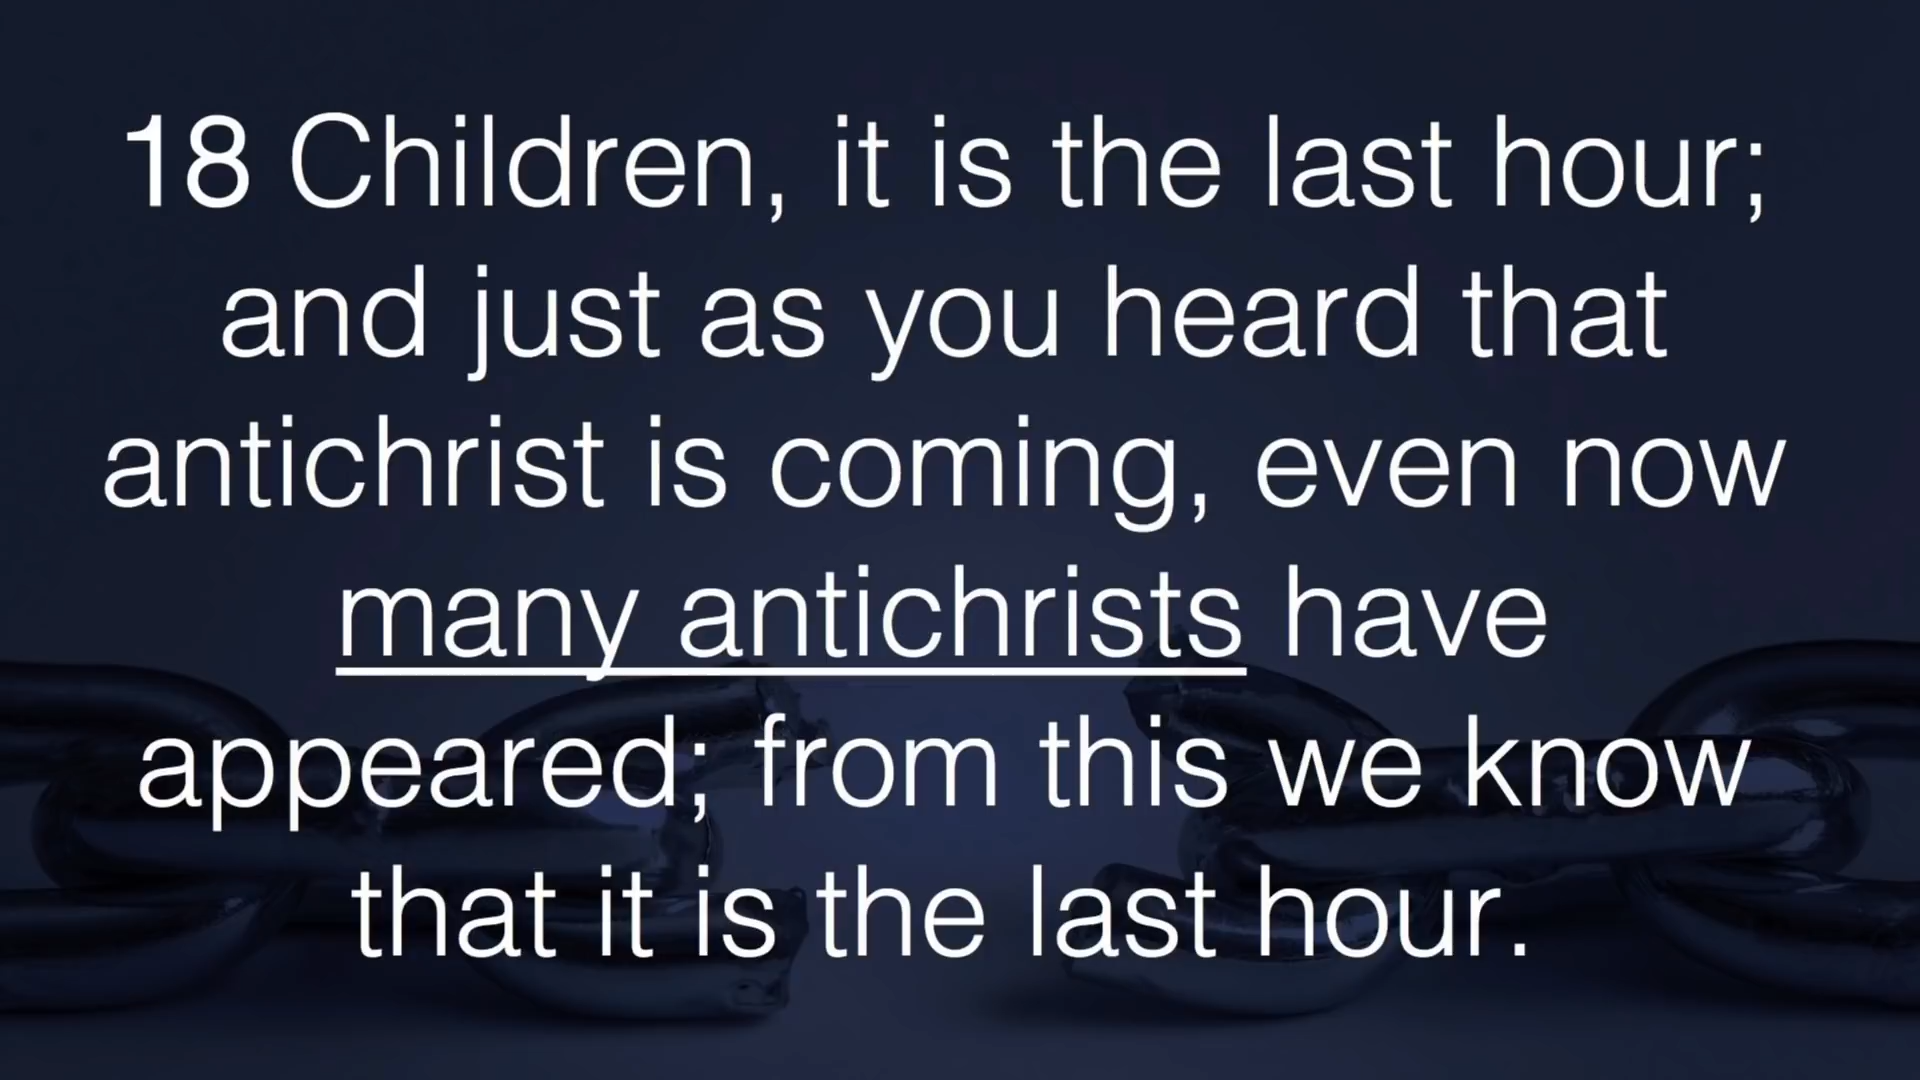 18 Children, it is the last hour;
and just as you heard that
antichrist is coming, even now
many antichrists have
appeared; from this we know
that it is the last hour.